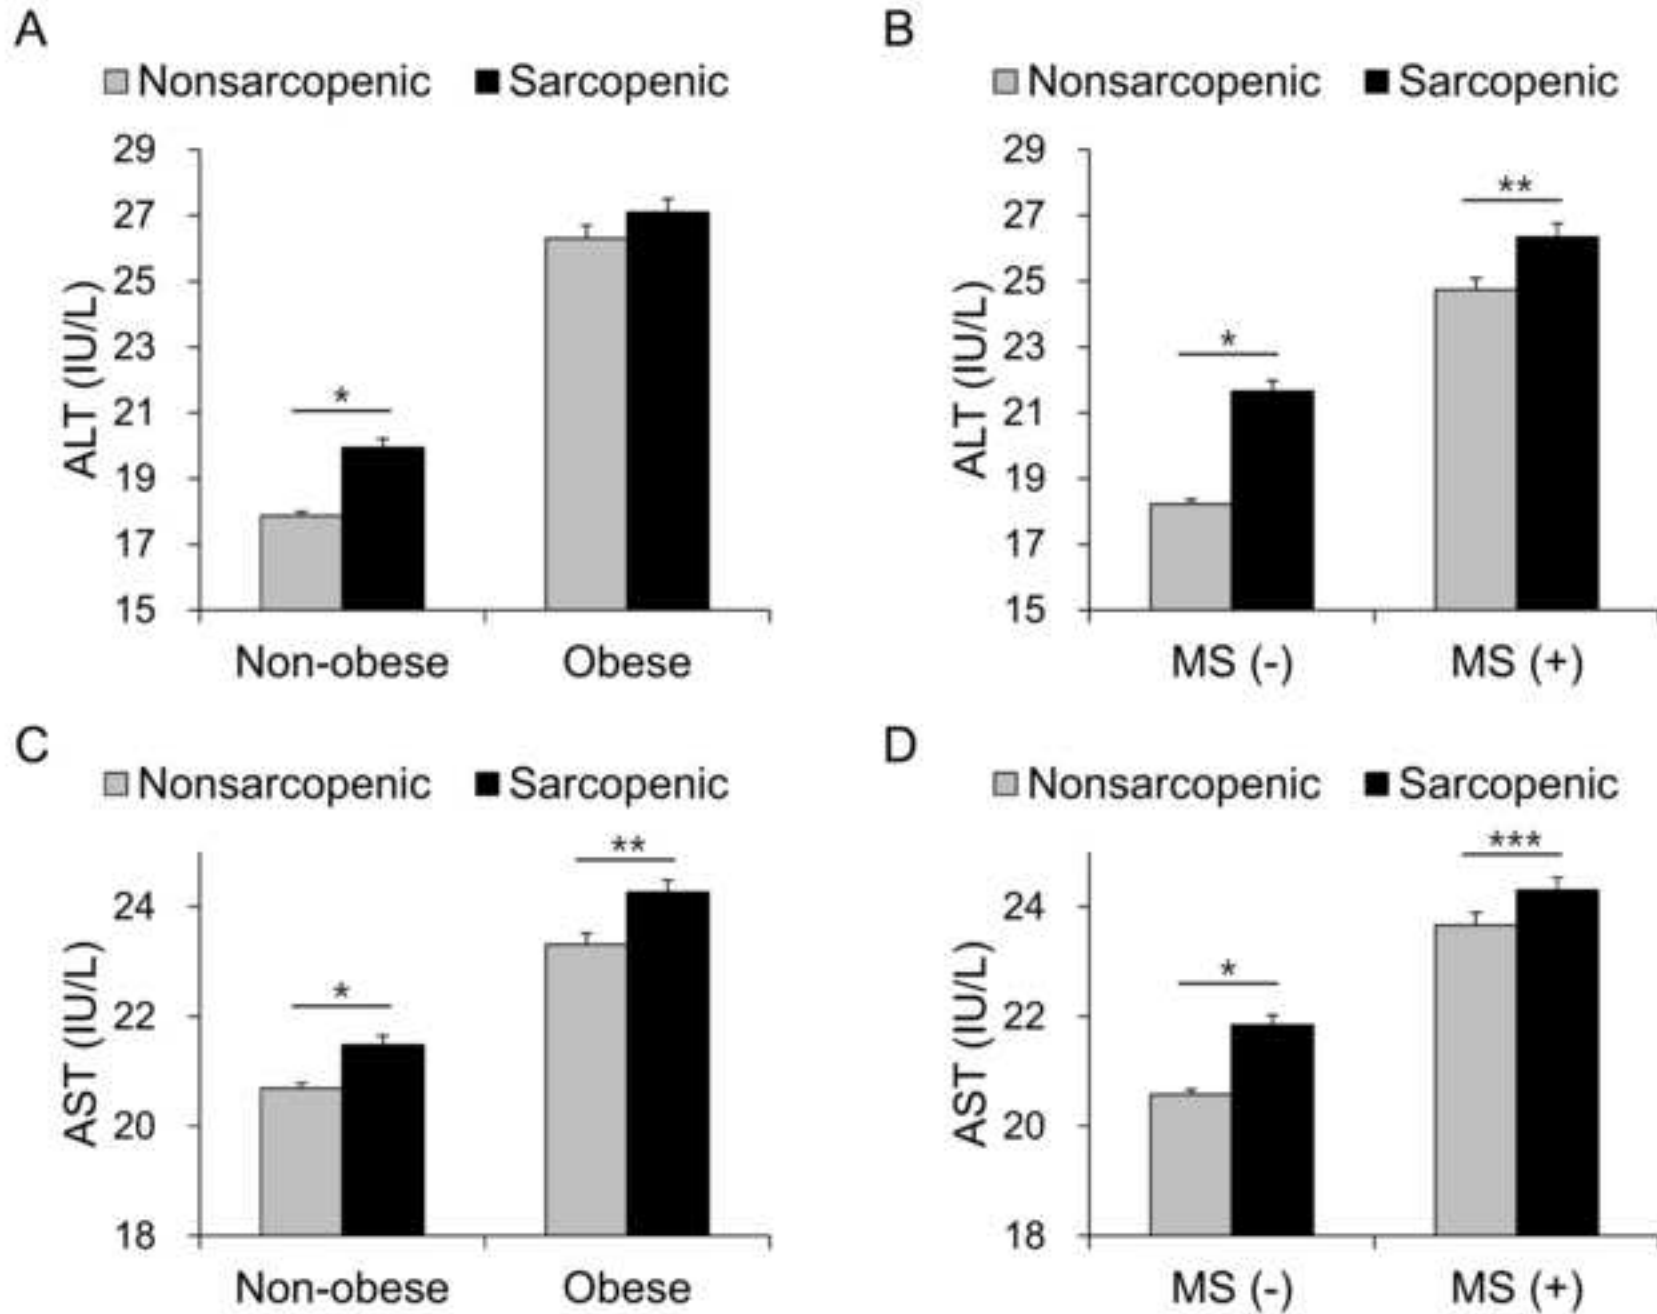 A
Nonsarcopenic Sarcopenic
29
27
25
23
21
19
17
15
ALT (IU/L)
*
Non-obese Obese
B
Nonsarcopenic Sarcopenic
29
27
25
23
21
19
17
15
ALT (IU/L)
*
**
MS (-) MS (+)
C
Nonsarcopenic Sarcopenic
24
22
20
18
AST (IU/L)
*
**
Non-obese Obese
D
Nonsarcopenic Sarcopenic
24
22
20
18
AST (IU/L)
*
***
MS (-) MS (+)